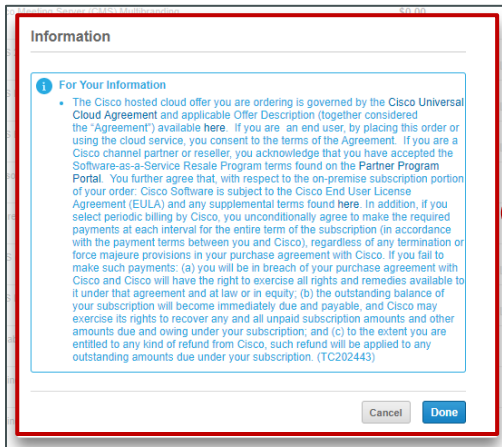 Meeting Server (CMS) Multibranding $0.00
Information
For Your Information
• The Cisco hosted cloud offer you are ordering is governed by the Cisco Universal
Cloud Agreement and applicable Offer Description (together considered
the “Agreement”) available here. If you are an end user, by placing this order or
using the cloud service, you consent to the terms of the Agreement. If you are a
Cisco channel partner or reseller, you acknowledge that you have accepted the
Software-as-a-Service Resale Program terms found on the Partner Program
Portal. You further agree that, with respect to the on-premise subscription portion
of your order: Cisco Software is subject to the Cisco End User License
Agreement (EULA) and any supplemental terms found here. In addition, if you
select periodic billing by Cisco, you unconditionally agree to make the required
payments at each interval for the entire term of the subscription (in accordance
with the payment terms between you and Cisco), regardless of any termination or
force majeure provisions in your purchase agreement with Cisco. If you fail to
make such payments: (a) you will be in breach of your purchase agreement with
Cisco and Cisco will have the right to exercise all rights and remedies available to
it under that agreement and at law or in equity; (b) the outstanding balance of
your subscription will become immediately due and payable, and Cisco may
exercise its rights to recover any and all unpaid subscription amounts and other
amounts due and owing under your subscription; and (c) to the extent you are
entitled to any kind of refund from Cisco, such refund will be applied to any
outstanding amounts due under your subscription. (TC202443)
Cancel Done